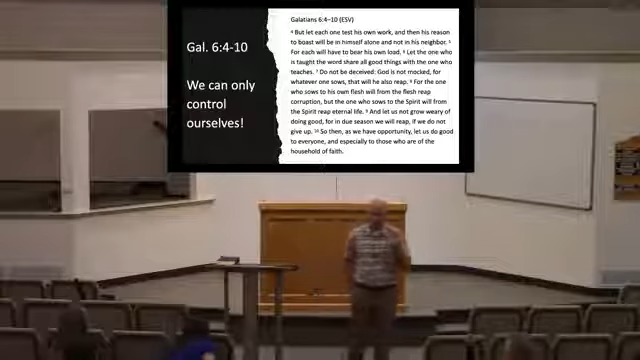 Gal. 6:4-10
We can only
control
ourselves!
Galatians 6:4–10 (ESV)
4 But let each one test his own work, and then his reason
to boast will be in himself alone and not in his neighbor. 5
For each will have to bear his own load. 6 Let the one who
is taught the word share all good things with the one who
teaches. 7 Do not be deceived: God is not mocked, for
whatever one sows, that will he also reap. 8 For the one
who sows to his own flesh will from the flesh reap
corruption, but the one who sows to the Spirit will from
the Spirit reap eternal life. 9 And let us not grow weary of
doing good, for in due season we will reap, if we do not
give up. 10 So then, as we have opportunity, let us do good
to everyone, and especially to those who are of the
household of faith.